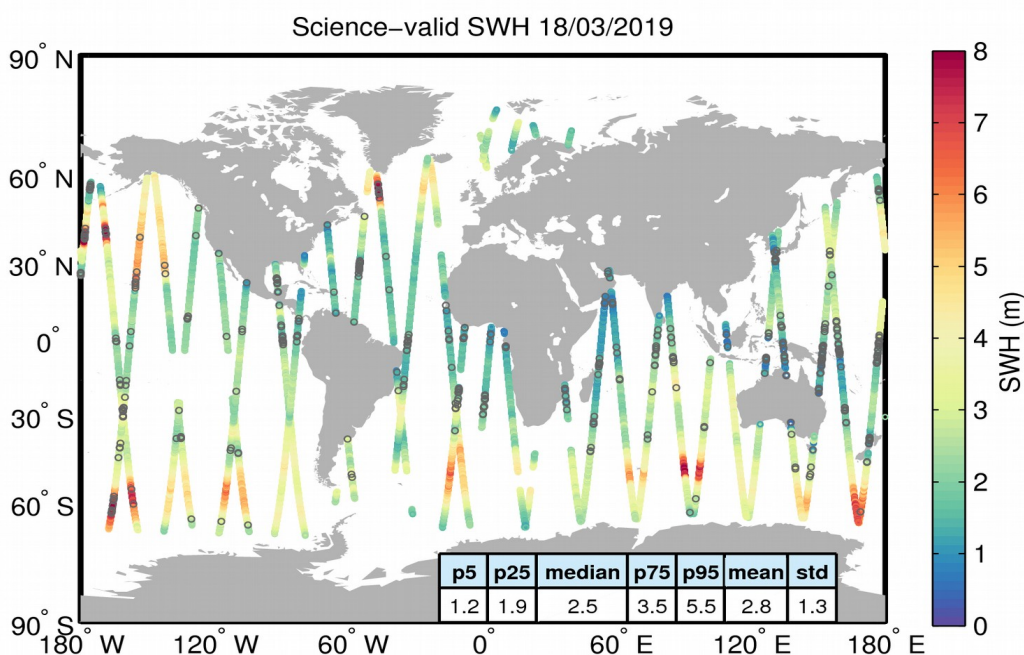 Science−valid SWH 18/03/2019
90° N
60° N
30° N
0°
30° S
60° S
90° S
180° W
120° W
60° W
0°
60° E
120° E
180° E
p5 p25 median p75 p95 mean std
1.2 1.9 2.5 3.5 5.5 2.8 1.3
8
7
6
5
4
3
2
1
0
SWH (m)